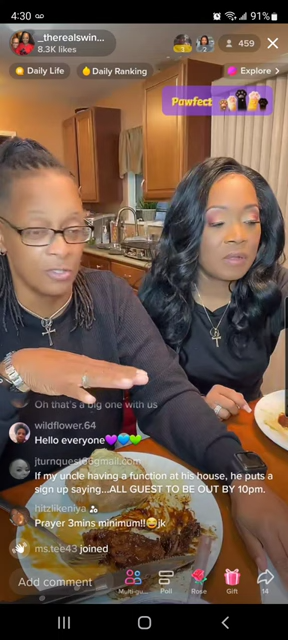 4:30
91%
_therealswin...
8.3K likes
459
Daily Life
Daily Ranking
Explore >
Pawfect
Oh that's a big one with us
wildflower.64
Hello everyone💜💙💚
jturnquest6@gmail.com
If my uncle having a function at his house, he puts a
sign up saying....ALL GUEST TO BE OUT BY 10pm.
hitzlikeniya
Prayer 3mins minimum!!😂jk
ms.tee43 joined
Add comment
Multi-gu...
Poll
Rose
Gift
14